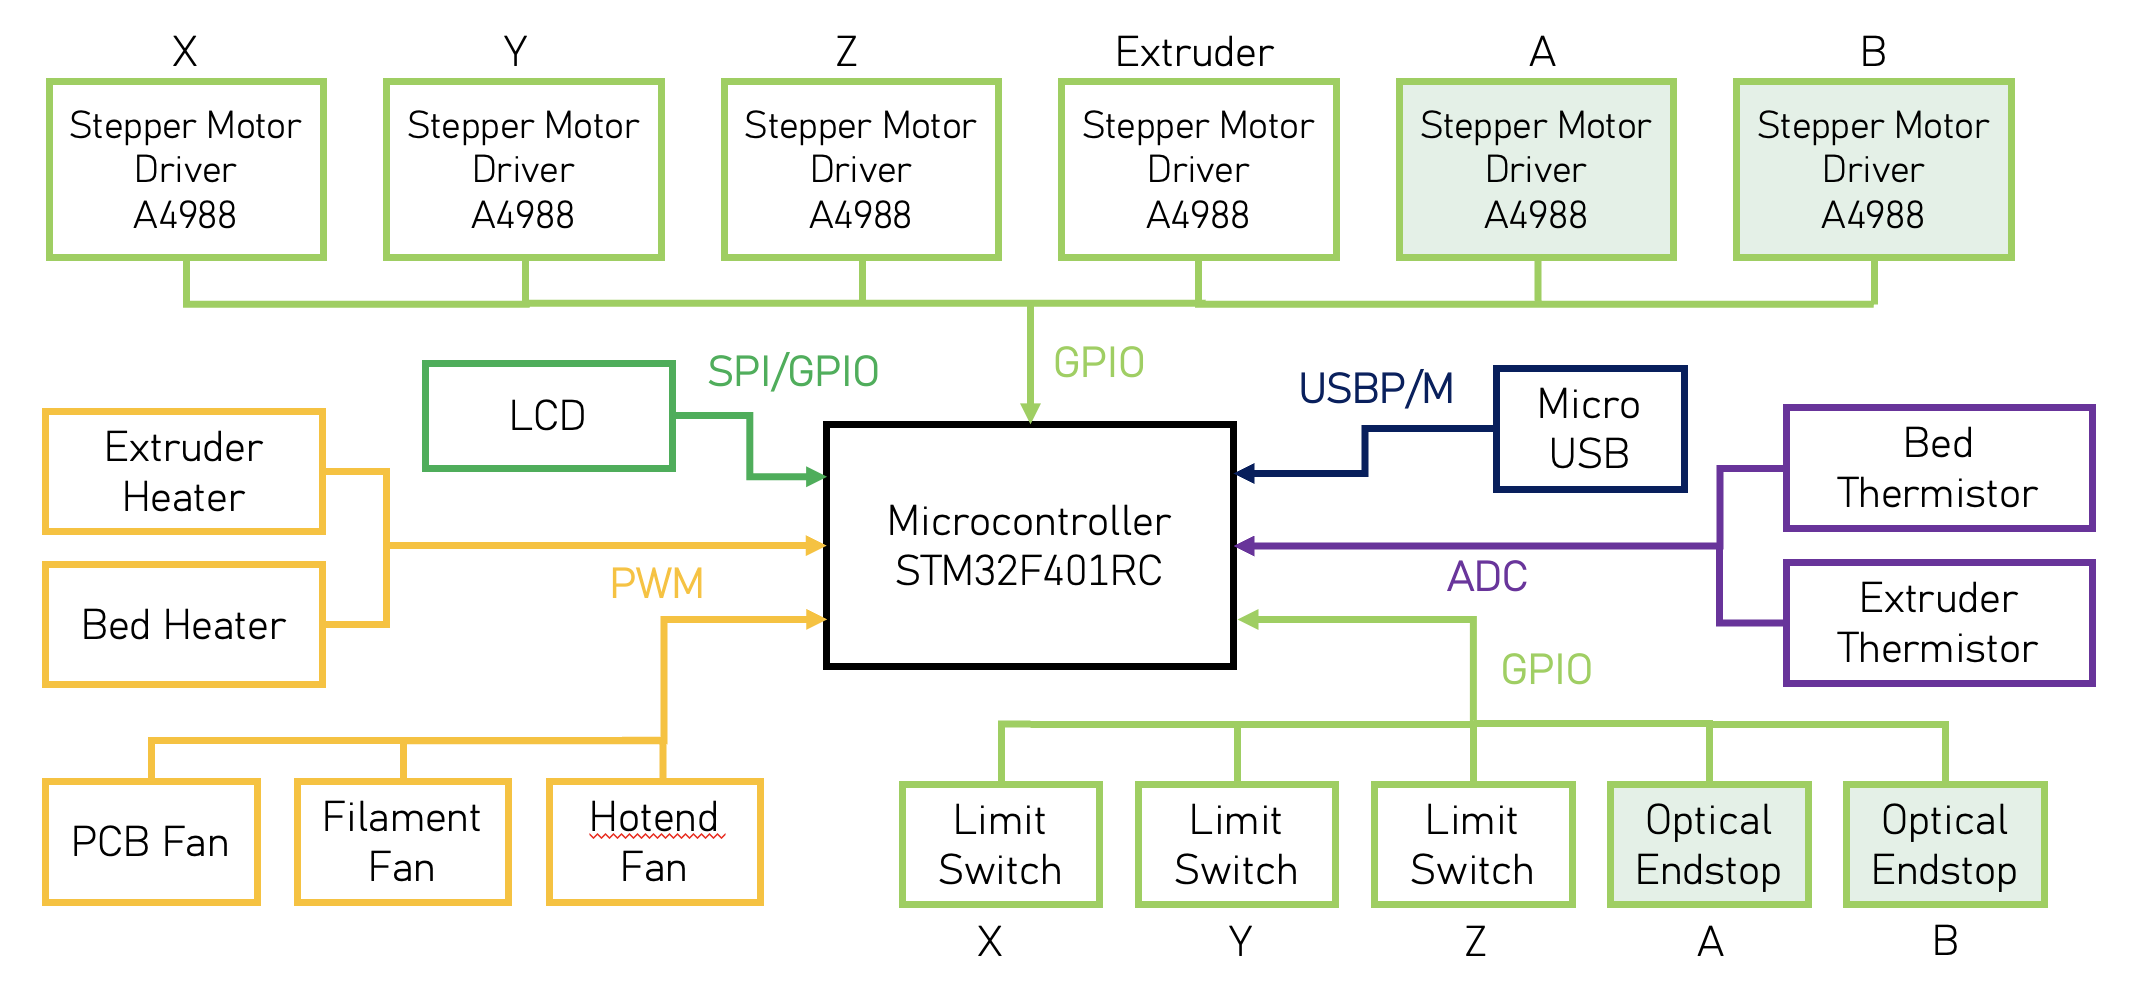 X
Y
Z
Extruder
A
B
Stepper Motor
Driver
A4988
Stepper Motor
Driver
A4988
Stepper Motor
Driver
A4988
Stepper Motor
Driver
A4988
Stepper Motor
Driver
A4988
Stepper Motor
Driver
A4988
SPI/GPIO
GPIO
USBP/M
LCD
Micro
USB
Extruder
Heater
Bed
Thermistor
Microcontroller
STM32F401RC
PWM
ADC
Bed Heater
Extruder
Thermistor
GPIO
PCB Fan
Filament
Fan
Hotend
Fan
Limit
Switch
Limit
Switch
Limit
Switch
Optical
Endstop
Optical
Endstop
X
Y
Z
A
B